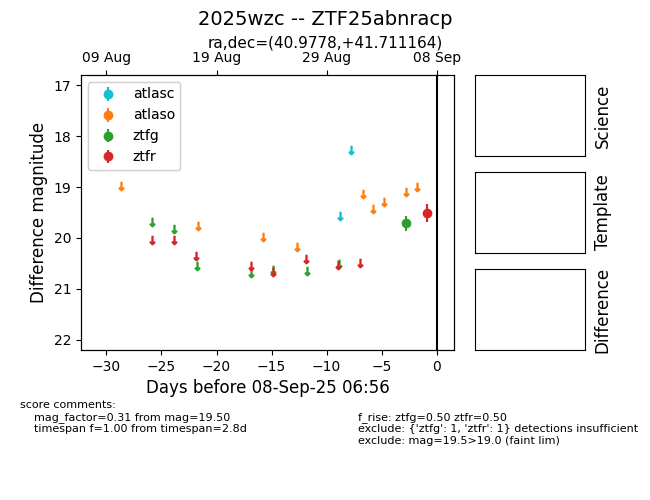 2025wzc -- ZTF25abnracp
ra,dec=(40.9778,+41.711164)
09 Aug 19 Aug 29 Aug 08 Sep
17
18
19
20
21
22
Difference magnitude
atlasc
atlaso
ztfg
ztfr
−30 −25 −20 −15 −10 −5 0
Days before 08-Sep-25 06:56
Science
Template
Difference
score comments:
mag_factor=0.31 from mag=19.50
timespan f=1.00 from timespan=2.8d
f_rise: ztfg=0.50 ztfr=0.50
exclude: {'ztfg': 1, 'ztfr': 1} detections insufficient
exclude: mag=19.5>19.0 (faint lim)